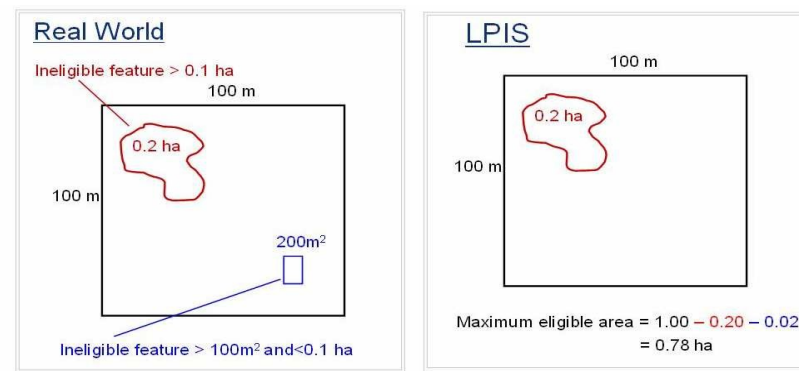 Real World
Ineligible feature > 0.1 ha
100 m
0.2 ha
100 m
200m²
Ineligible feature > 100m² and<0.1 ha
LPIS
100 m
0.2 ha
100 m
Maximum eligible area = 1.00 – 0.20 – 0.02
= 0.78 ha